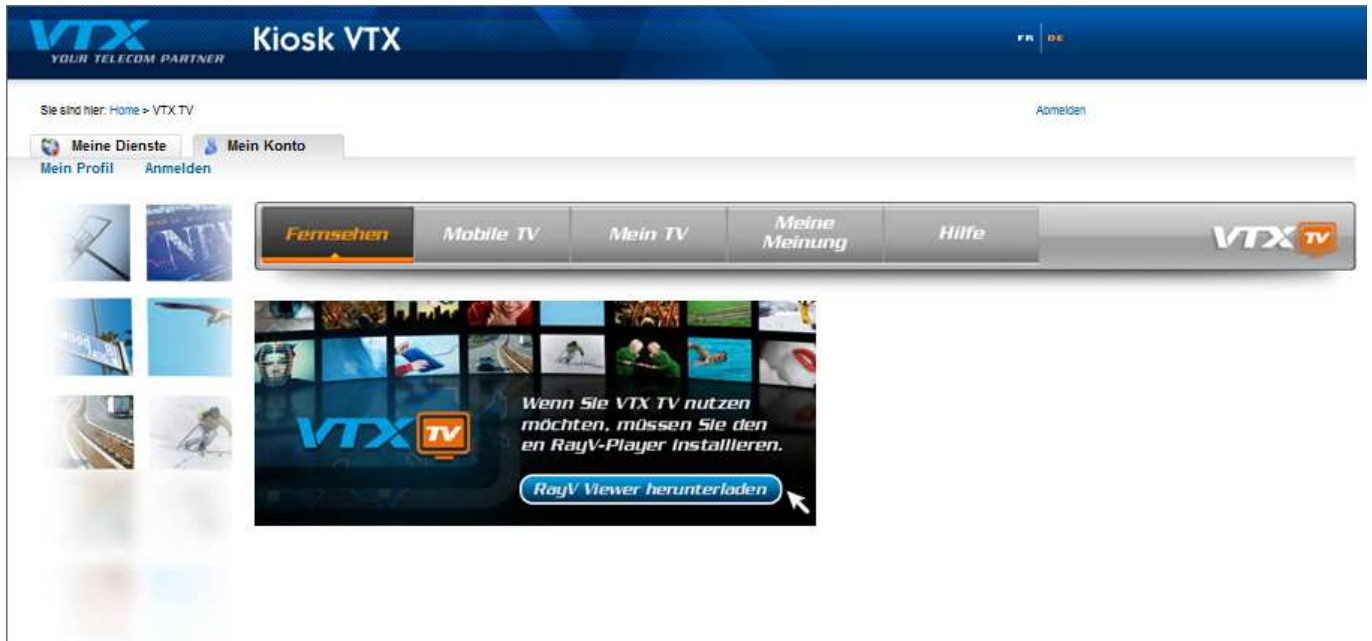 VTX
YOUR TELECOM PARTNER
Kiosk VTX
FR DE
Sie sind hier: Home > VTX TV
Abmelden
Meine Dienste
Mein Konto
Mein Profil
Anmelden
NEW
Fernsehen
Mobile TV
Mein TV
Meine
Meinung
Hilfe
VTX TV
VTX TV
Wenn Sie VTX TV nutzen
möchten, müssen Sie den
en RayV-Player installieren.
RayV Viewer herunterladen